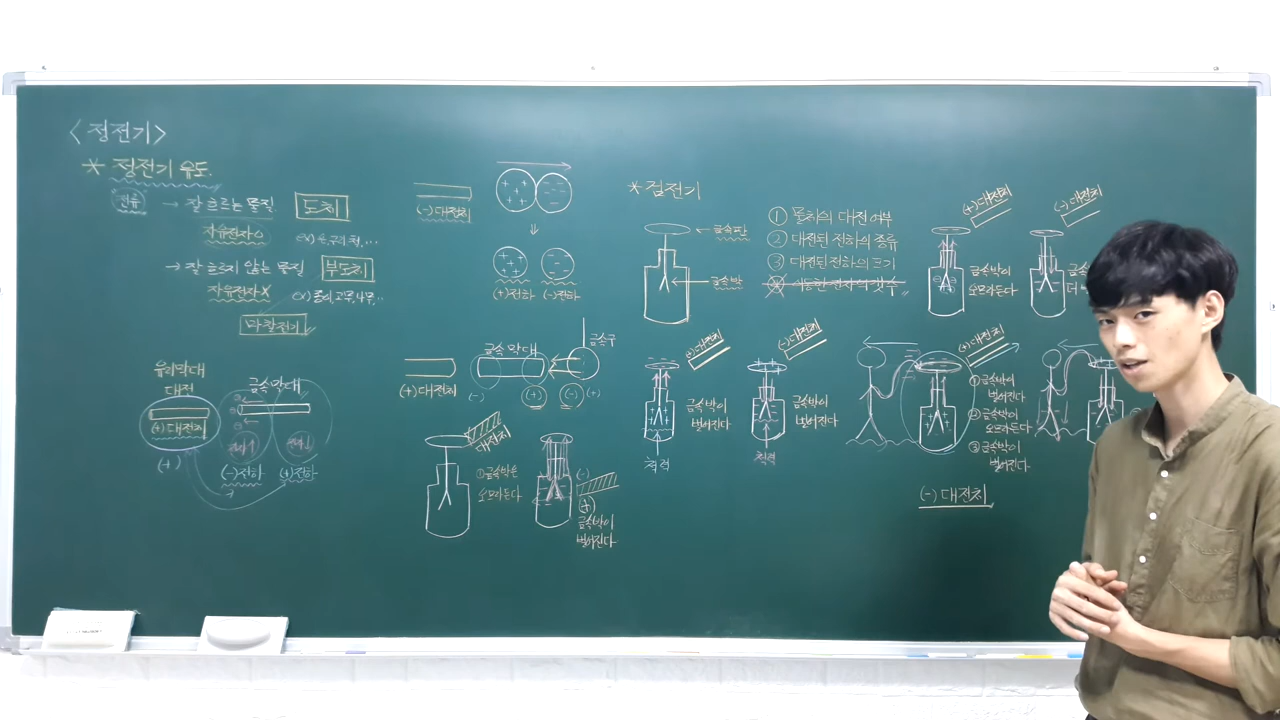 <정전기>
* 정전기 유도.
전류 → 잘 흐르는 물질 도체
자유전자 ○ ex) 은, 구리, 철, …
→ 잘 흐르지 않는 물질 부도체
자유전자 X ex) 종이, 고무, 나무, …
마찰전기
유리막대
대전
(+) 대전체
(+)
금속막대
(-)전하 (+)전하
(-) 대전체
(+)전하 (-)전하
(+) 대전체
금속 막대
금속구
(-) (+) (-) (+)
대전체
①금속박은
오므라든다
(-)
(+)
금속박이
벌어진다
* 검전기
금속판
금속박
① 물체의 대전 여부
② 대전된 전하의 종류
③ 대전된 전하의 크기
④ 이동한 전자의 갯수
(-)대전체
금속박이
벌어진다
척력
(-)대전체
금속박이
벌어진다
척력
(+)대전체
금속박이
오므라든다
(-)대전체
금속
더
(+)대전체
①금속박이
벌어진다
②금속박이
오므라든다
③금속박이
벌어진다
(-) 대전체